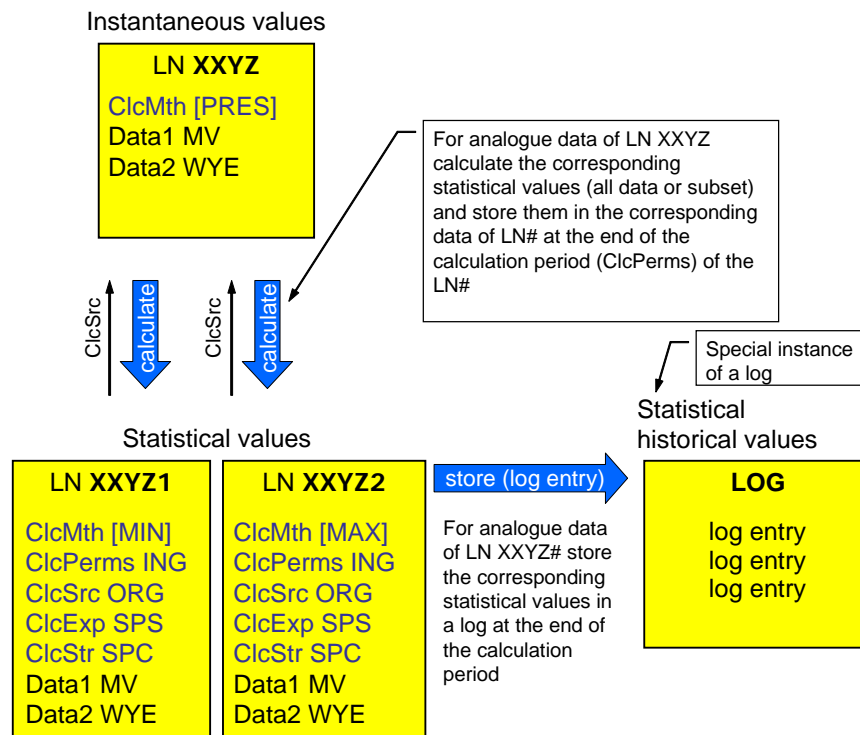 Instantaneous values
LN XXYZ
ClcMth [PRES]
Data1 MV
Data2 WYE
For analogue data of LN XXYZ
calculate the corresponding
statistical values (all data or subset)
and store them in the corresponding
data of LN# at the end of the
calculation period (ClcPerms) of the
LN#
ClcSrc
calculate
ClcSrc
calculate
Special instance
of a log
Statistical values
Statistical
historical values
LN XXYZ1
ClcMth [MIN]
ClcPerms ING
ClcSrc ORG
ClcExp SPS
ClcStr SPC
Data1 MV
Data2 WYE
LN XXYZ2
ClcMth [MAX]
ClcPerms ING
ClcSrc ORG
ClcExp SPS
ClcStr SPC
Data1 MV
Data2 WYE
store (log entry)
For analogue data
of LN XXYZ# store
the corresponding
statistical values in
a log at the end of
the calculation
period
LOG
log entry
log entry
log entry